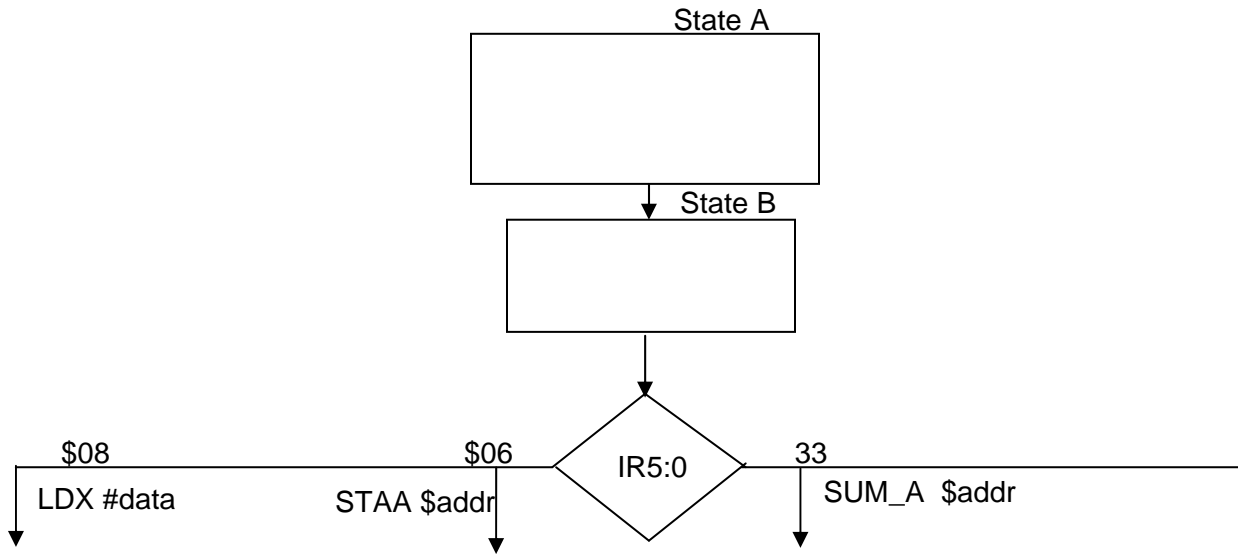 State A
State B
$08
$06
IR5:0
33
LDX #data
STAA $addr
SUM_A $addr